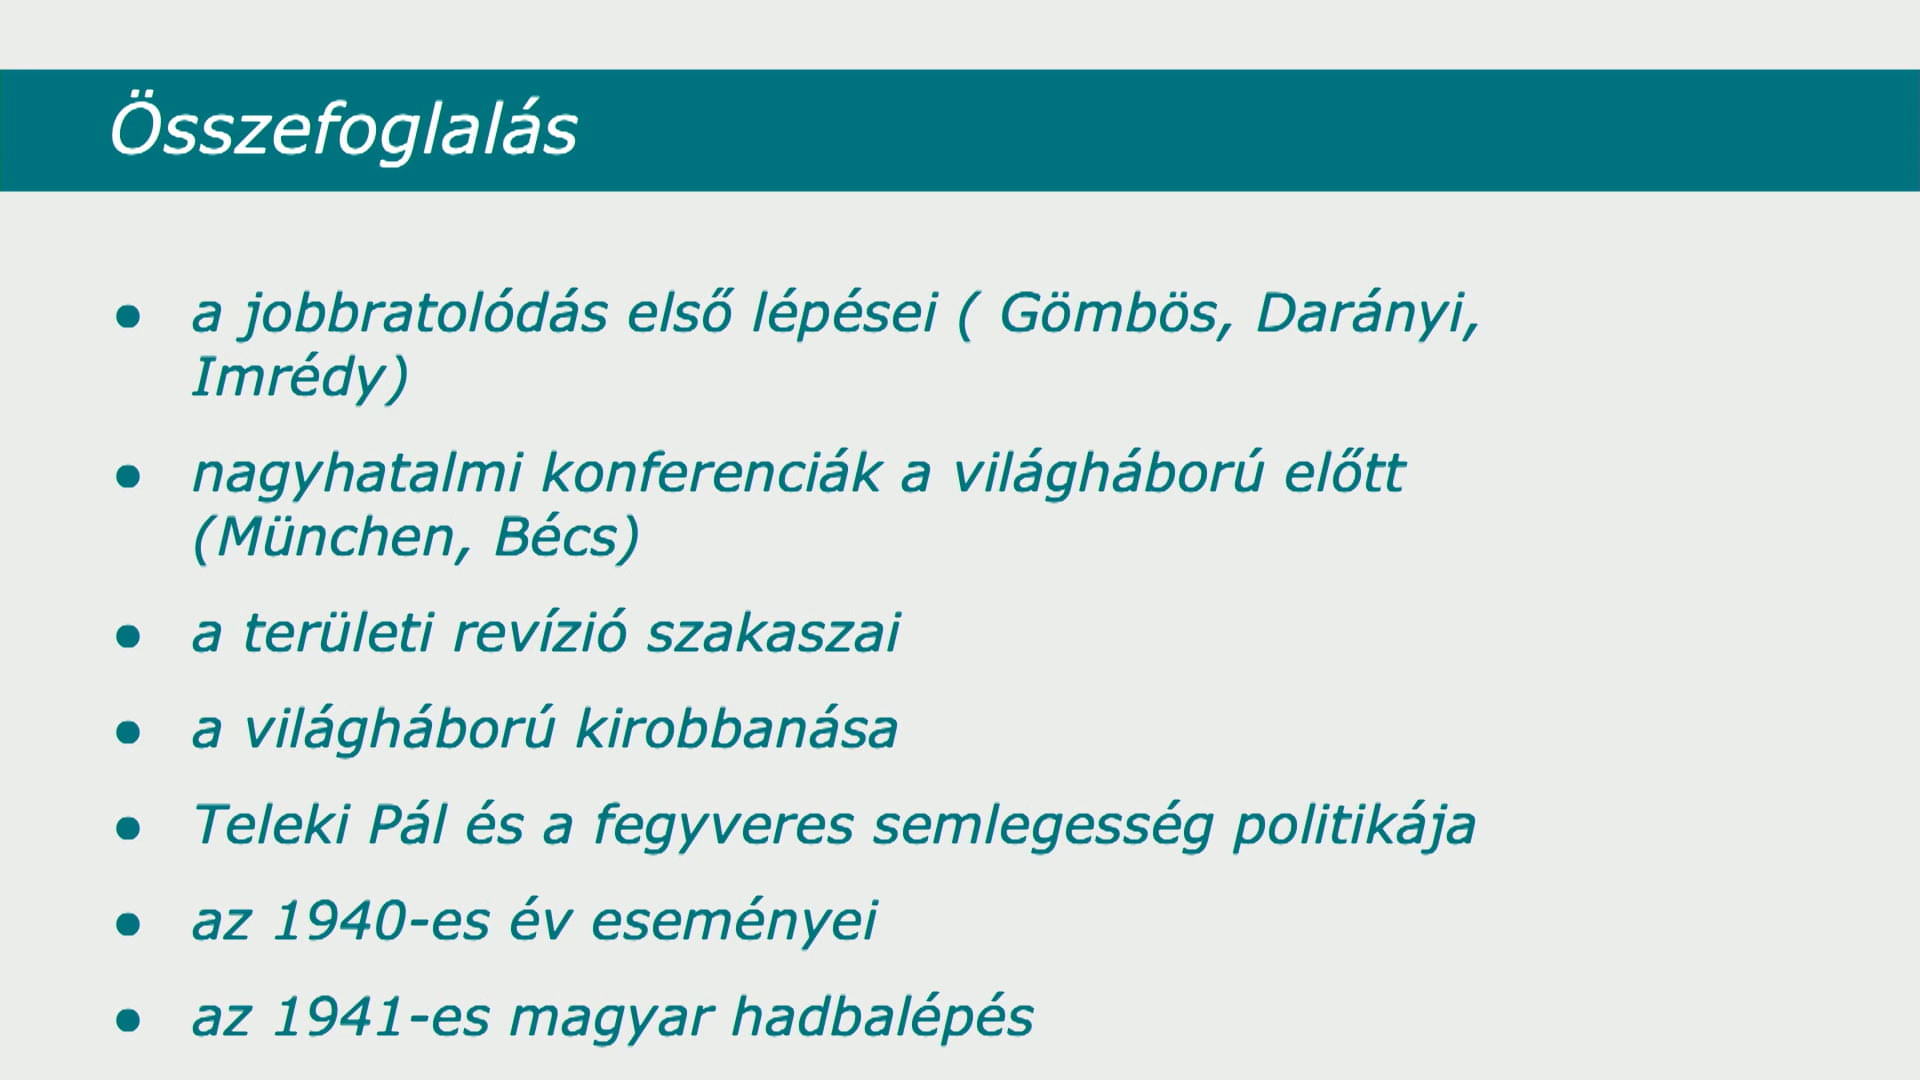 Összefoglalás
● a jobbratolódás első lépései ( Gömbös, Darányi,
Imrédy)
● nagyhatalmi konferenciák a világháború előtt
(München, Bécs)
● a területi revízió szakaszai
● a világháború kirobbanása
● Teleki Pál és a fegyveres semlegesség politikája
● az 1940-es év eseményei
● az 1941-es magyar hadbalépés